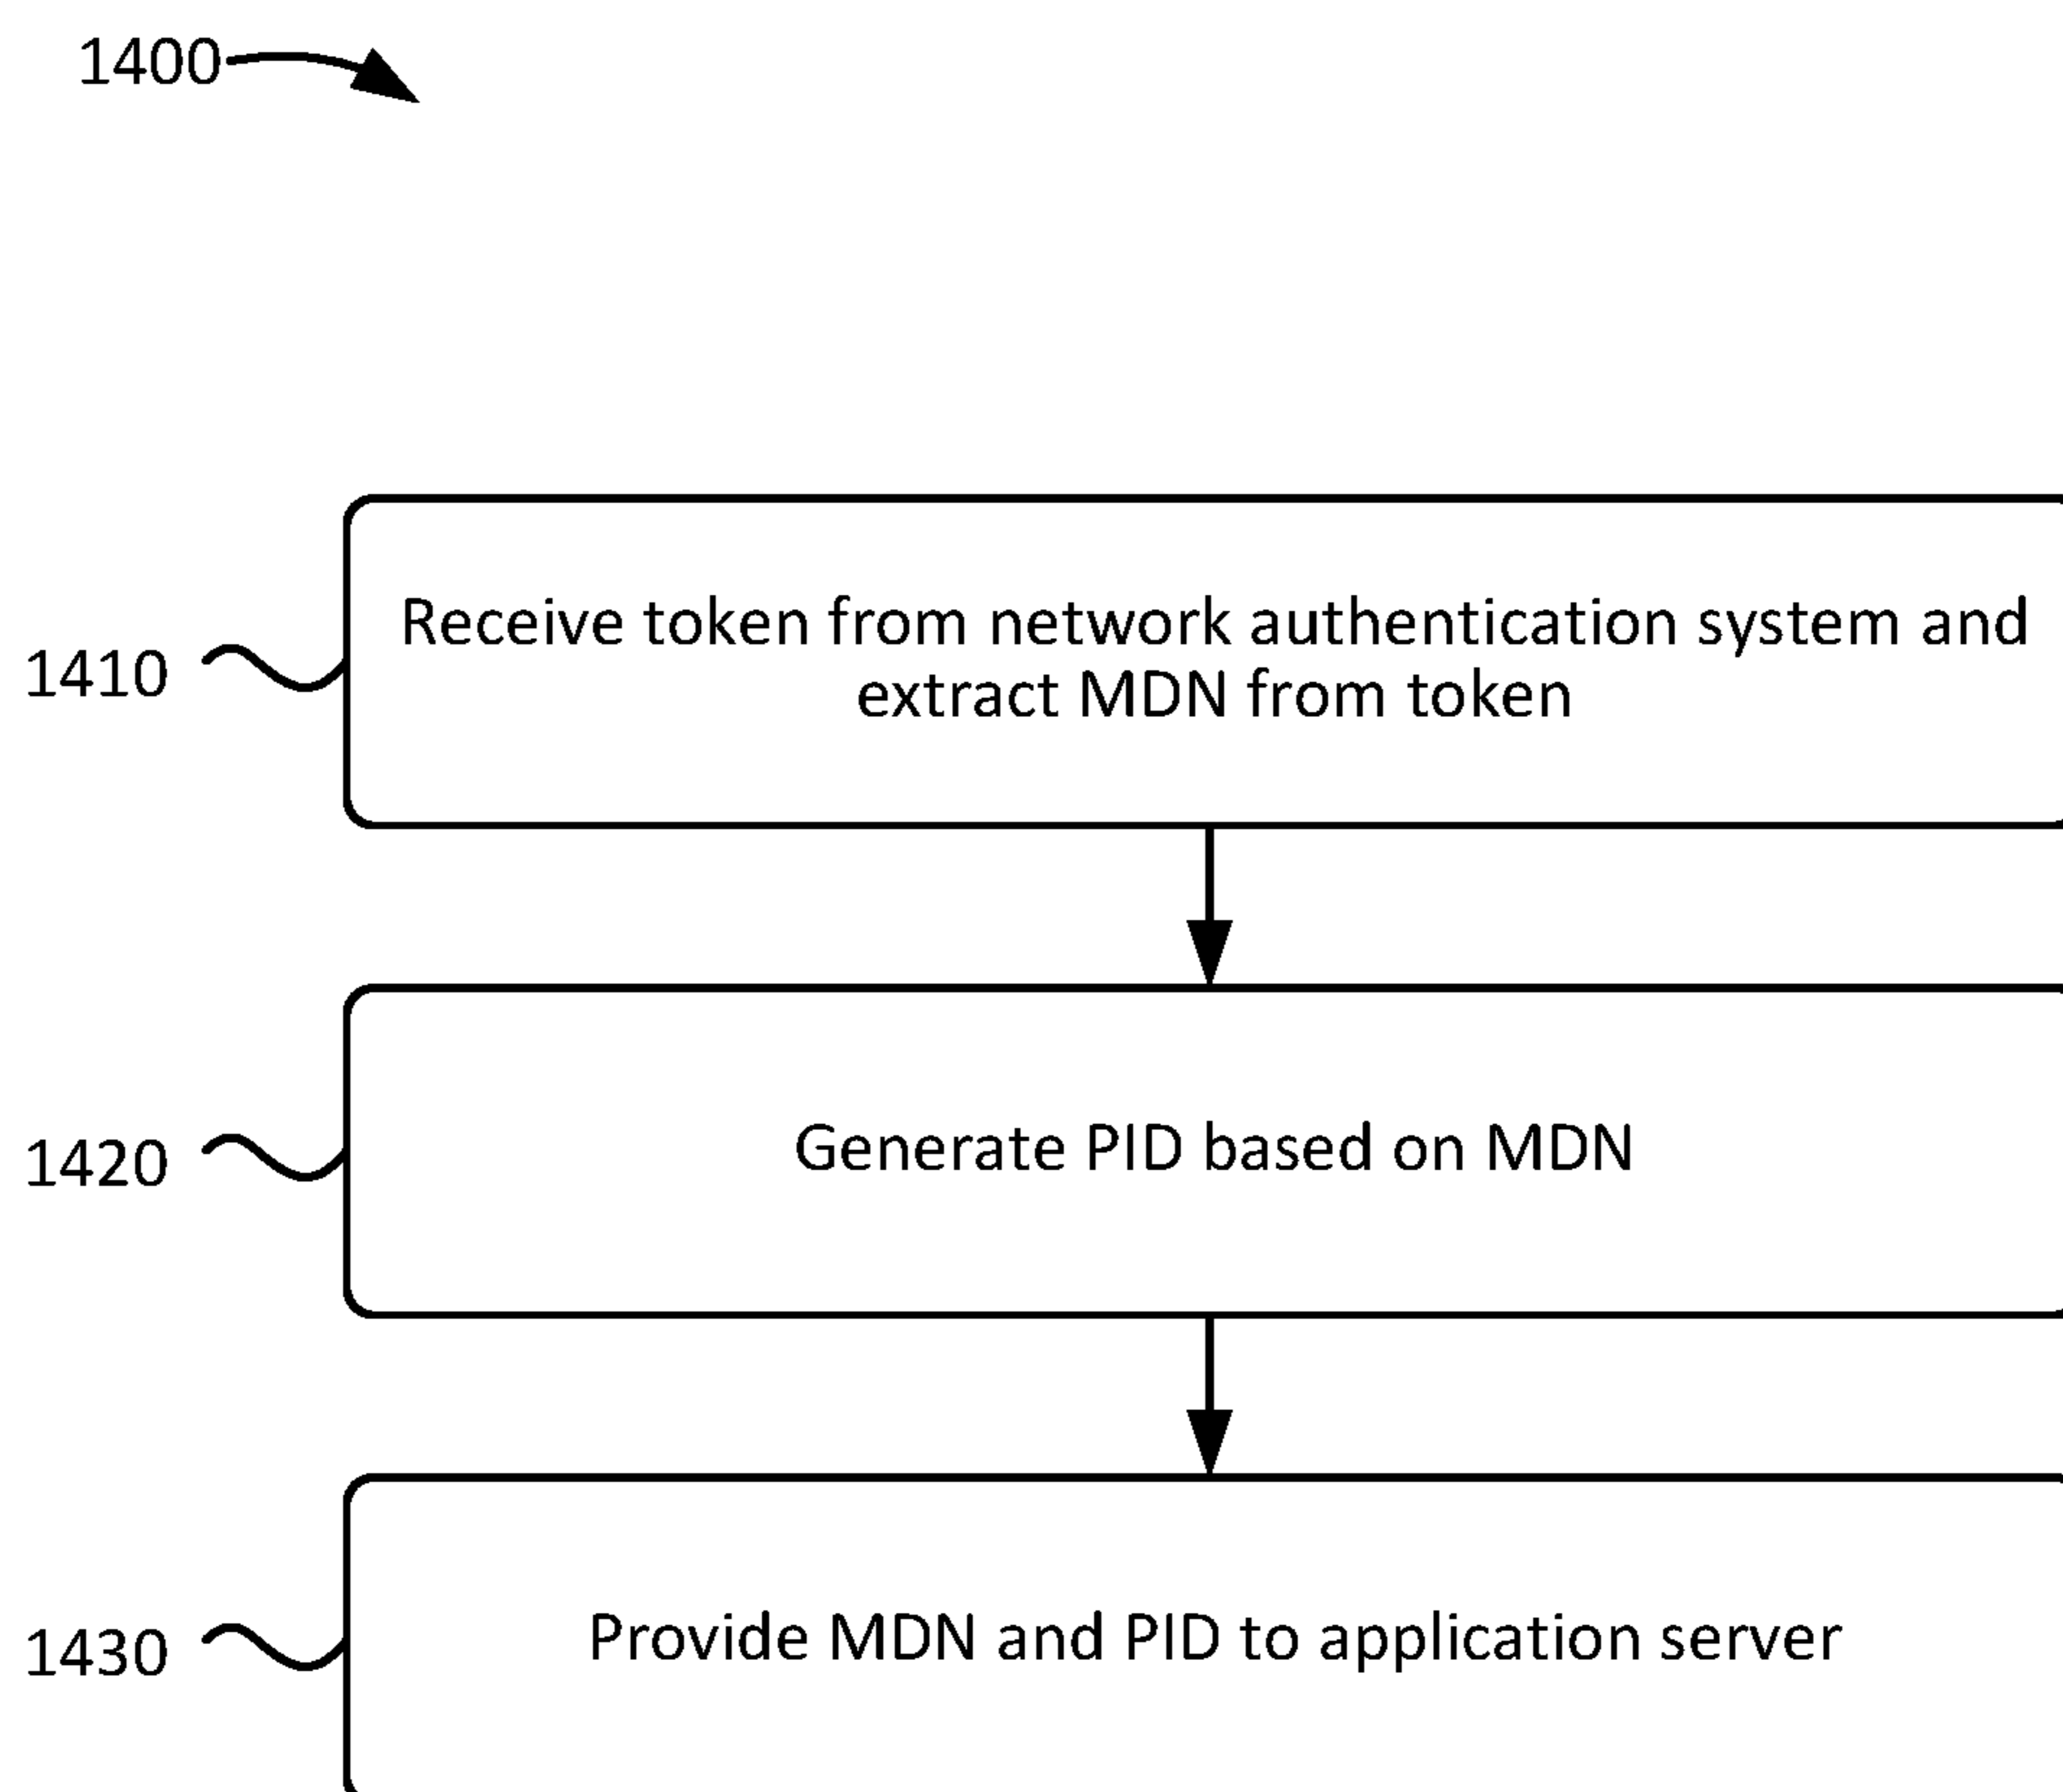 1400
1410
Receive token from network authentication system and
extract MDN from token
1420
Generate PID based on MDN
1430
Provide MDN and PID to application server